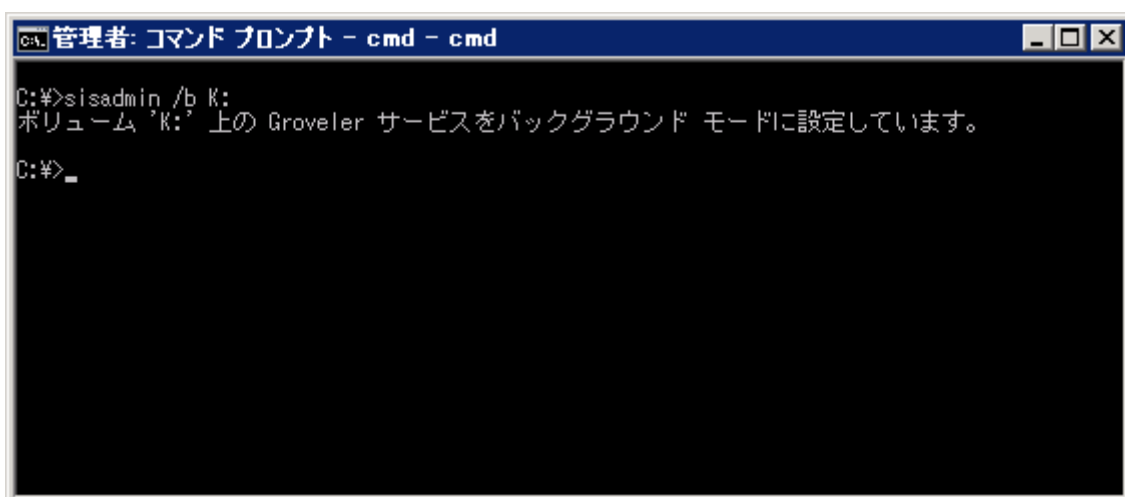 管理者: コマンド プロンプト - cmd - cmd
C:¥>sisadmin /b K:
ボリューム 'K:' 上の Groveler サービスをバックグラウンド モードに設定しています。
C:¥>_